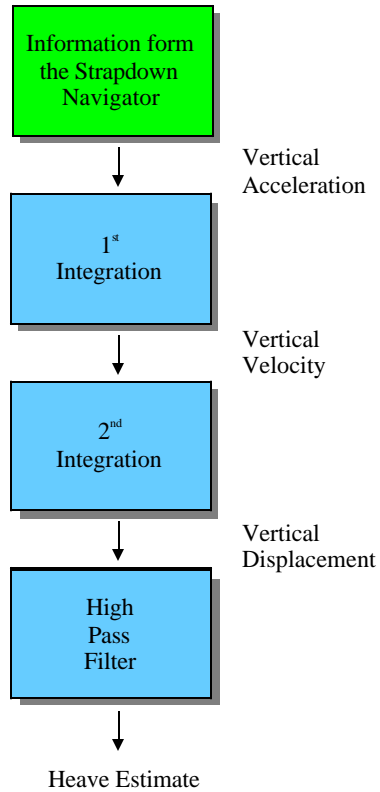 Information form
the Strapdown
Navigator
Vertical
Acceleration
1st
Integration
Vertical
Velocity
2nd
Integration
Vertical
Displacement
High
Pass
Filter
Heave Estimate